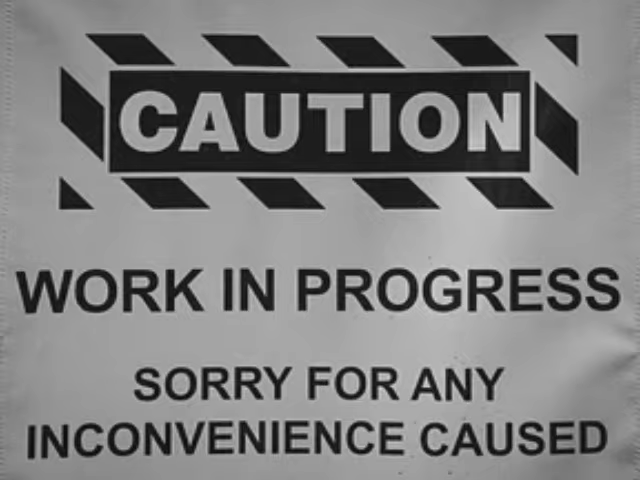 CAUTION
WORK IN PROGRESS
SORRY FOR ANY
INCONVENIENCE CAUSED